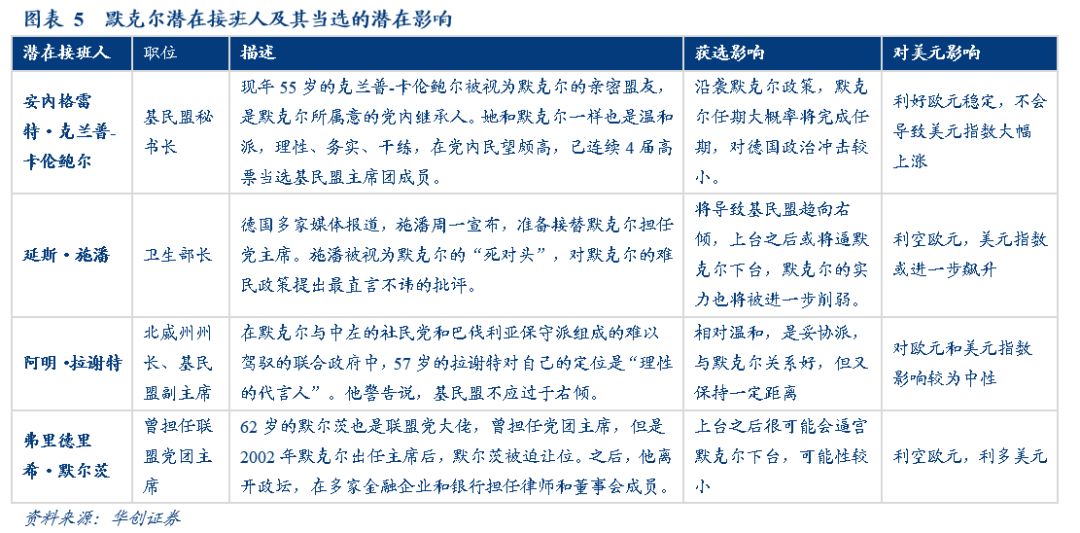 图表 5 默克尔潜在接班人及其当选的潜在影响
潜在接班人 职位 描述 获选影响 对美元影响
安内格雷
特·克兰普-
卡伦鲍尔
基民盟秘
书长
现年 55 岁的克兰普-卡伦鲍尔被视为默克尔的亲密盟友，
是默克尔所属意的党内继承人。她和默克尔一样也是温和
派，理性、务实、干练，在党内民望颇高，已连续 4 届高
票当选基民盟主席团成员。
沿袭默克尔政策，默克
尔任期大概率将完成任
期，对德国政治冲击较
小。
利好欧元稳定，不会
导致美元指数大幅
上涨
延斯·施潘
卫生部长
德国多家媒体报道，施潘周一宣布，准备接替默克尔担任
党主席。施潘被视为默克尔的“死对头”，对默克尔的难
民政策提出最直言不讳的批评。
将导致基民盟趋向右
倾，上台之后或将逼默
克尔下台，默克尔的实
力也将被进一步削弱。
利空欧元，美元指数
或进一步飙升
阿明·拉谢特
北威州州
长、基民
盟副主席
在默克尔与中左的社民党和巴伐利亚保守派组成的难以
驾驭的联合政府中，57 岁的拉谢特对自己的定位是“理性
的代言人”。他警告说，基民盟不应过于右倾。
相对温和，是妥协派，
与默克尔关系好，但又
保持一定距离
对欧元和美元指数
影响较为中性
弗里德里
希·默尔茨
曾担任联
盟党团主
席
62 岁的默尔茨也是联盟党大佬，曾担任党团主席，但是
2002 年默克尔出任主席后，默尔茨被迫让位。之后，他离
开政坛，在多家金融企业和银行担任律师和董事会成员。
上台之后很可能会逼宫
默克尔下台，可能性较
小
利空欧元，利多美元
资料来源：华创证券